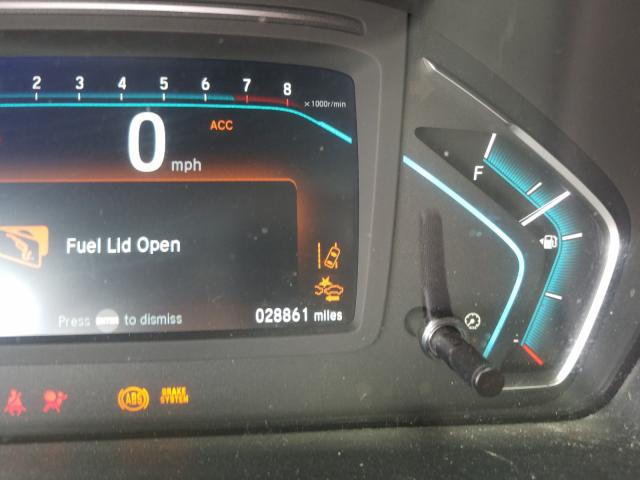 2 3 4 5 6 7 8
×1000r/min
ACC
0 mph
F
Fuel Lid Open
Press ENTER to dismiss
028861 miles
ABS
BRAKE
SYSTEM